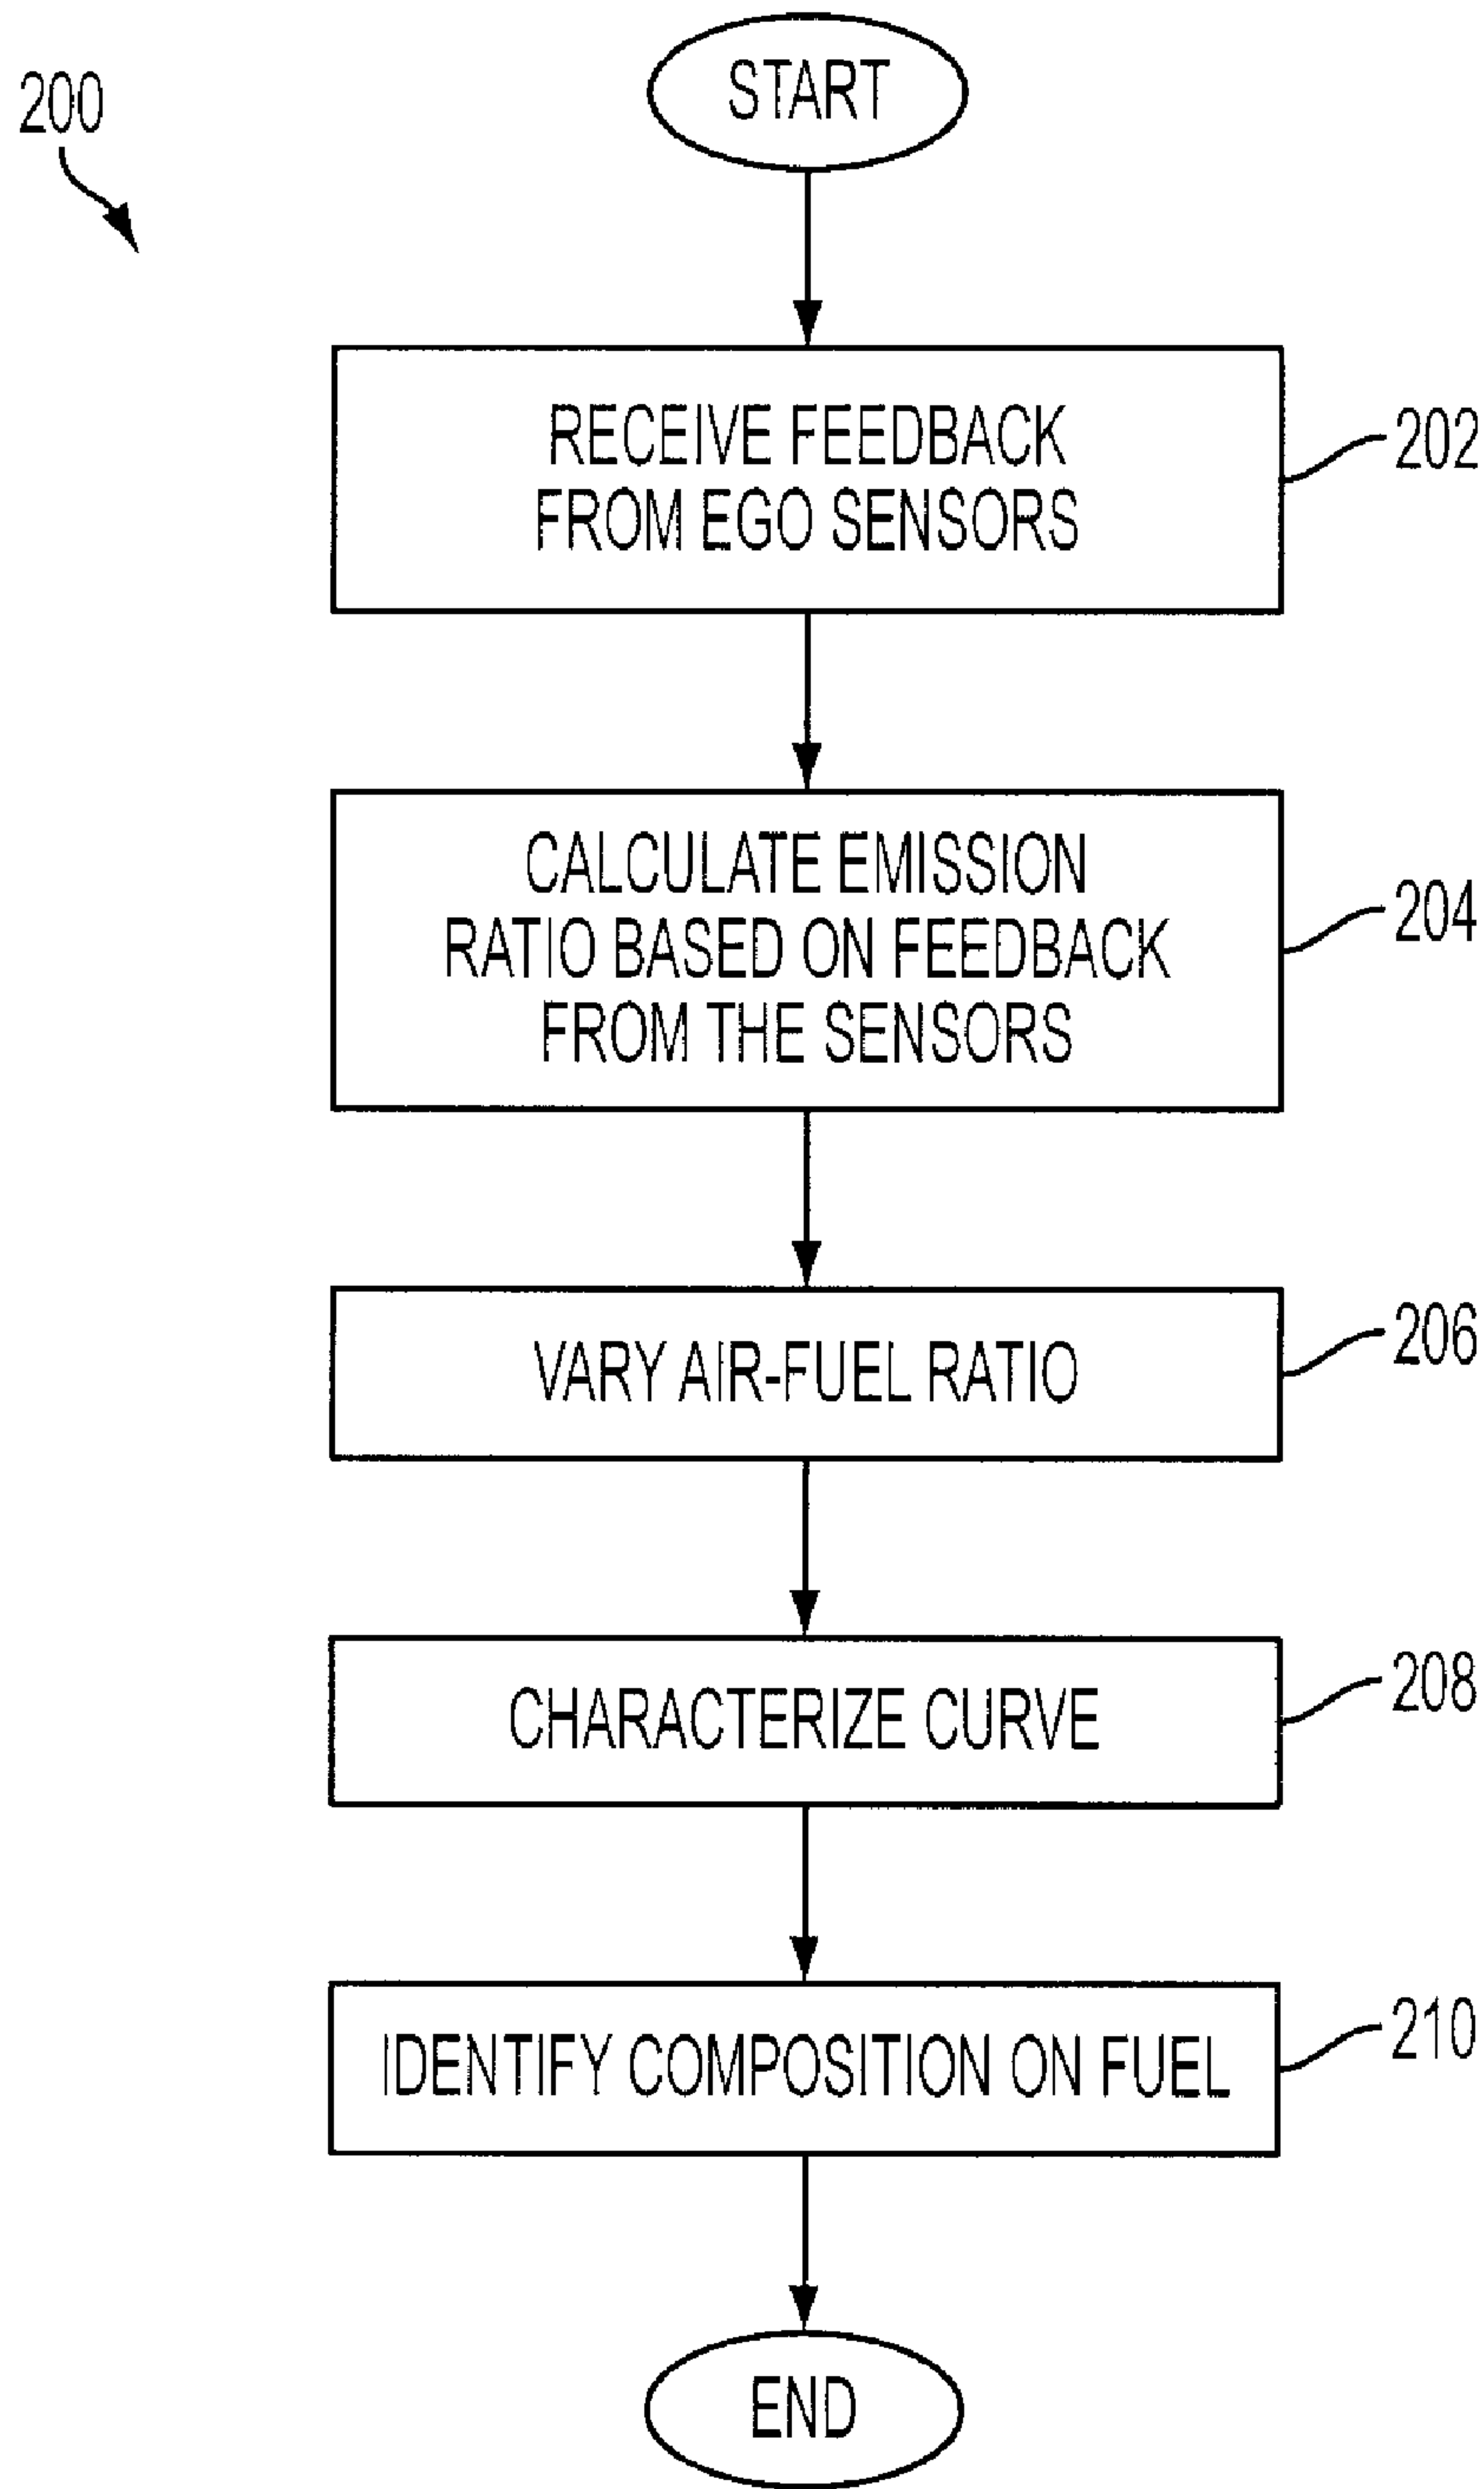 200
START
RECEIVE FEEDBACK
FROM EGO SENSORS
202
CALCULATE EMISSION
RATIO BASED ON FEEDBACK
FROM THE SENSORS
204
VARY AIR-FUEL RATIO
206
CHARACTERIZE CURVE
208
IDENTIFY COMPOSITION ON FUEL
210
END